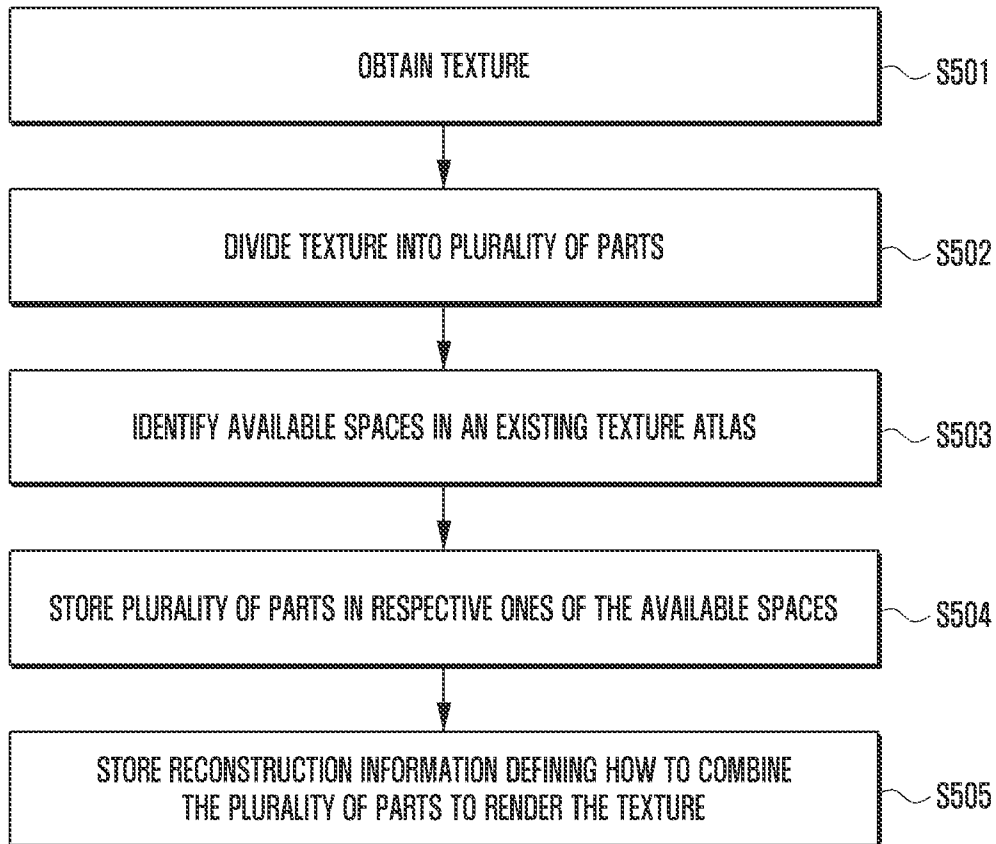 OBTAIN TEXTURE
S501
DIVIDE TEXTURE INTO PLURALITY OF PARTS
S502
IDENTIFY AVAILABLE SPACES IN AN EXISTING TEXTURE ATLAS
S503
STORE PLURALITY OF PARTS IN RESPECTIVE ONES OF THE AVAILABLE SPACES
S504
STORE RECONSTRUCTION INFORMATION DEFINING HOW TO COMBINE
THE PLURALITY OF PARTS TO RENDER THE TEXTURE
S505